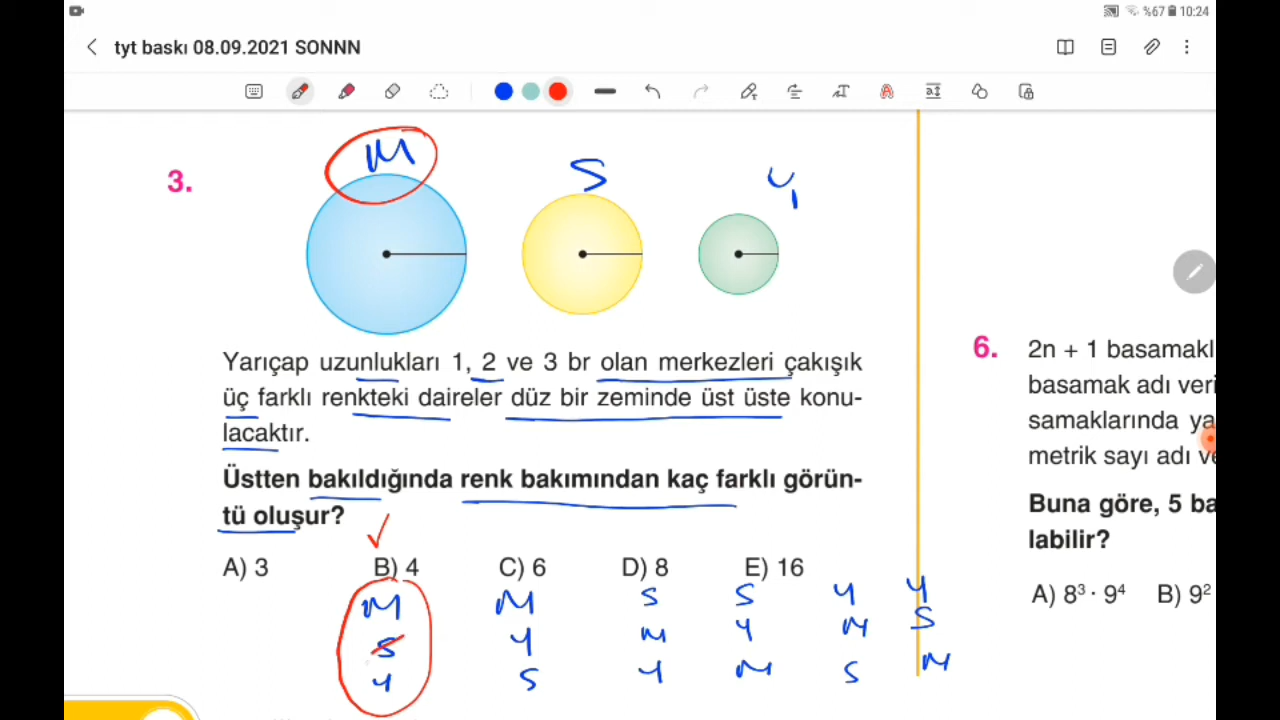 %67 10:24
tyt baskı 08.09.2021 SONNN
M S Y
3.
Yarıçap uzunlukları 1, 2 ve 3 br olan merkezleri çakışık
üç farklı renkteki daireler düz bir zeminde üst üste konu-
lacaktır.
Üstten bakıldığında renk bakımından kaç farklı görün-
tü oluşur?
A) 3 B) 4 C) 6 D) 8 E) 16
M M S S Y Y
S Y M Y M S
Y S Y M S M
6. 2n + 1 basamakl
basamak adı veri
samaklarında ya
metrik sayı adı ve
Buna göre, 5 ba
labilir?
A) 8³ · 9⁴ B) 9²